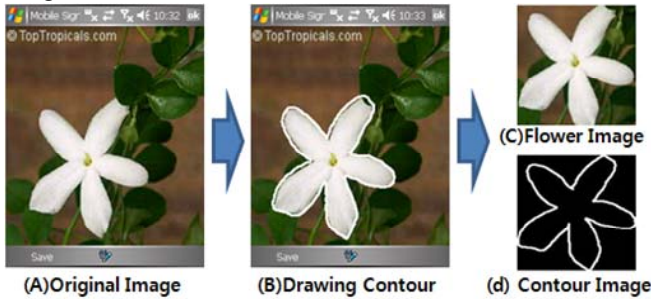 Mobile Sigr 10:32 ok
© TopTropicals.com
Save
(A)Original Image
Mobile Sigr 10:33 ok
© TopTropicals.com
Save
(B)Drawing Contour
(C)Flower Image
(d) Contour Image